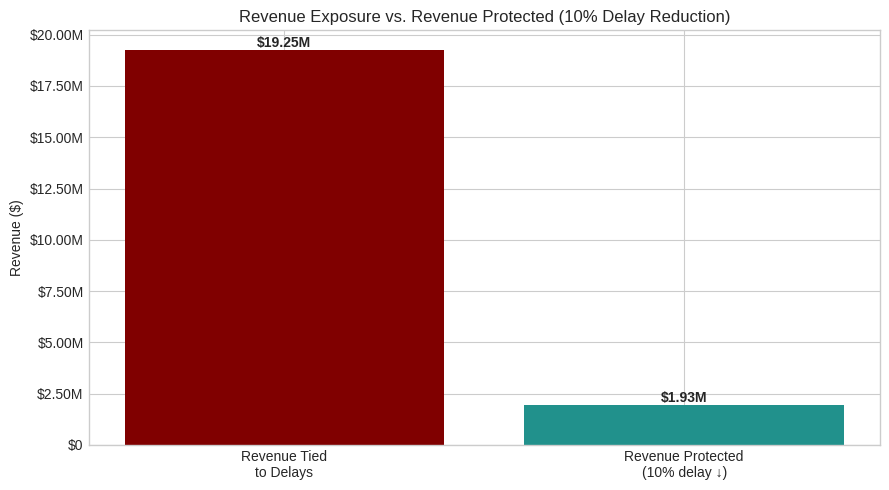 Revenue Exposure vs. Revenue Protected (10% Delay Reduction)
Revenue ($)
$20.00M
$17.50M
$15.00M
$12.50M
$10.00M
$7.50M
$5.00M
$2.50M
$0
$19.25M
$1.93M
Revenue Tied
to Delays
Revenue Protected
(10% delay ↓)